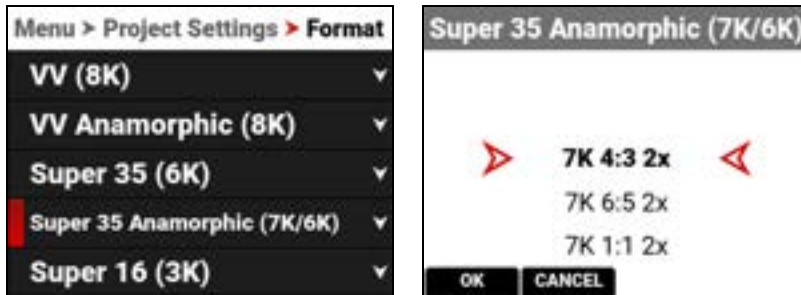 Menu > Project Settings > Format
VV (8K)
VV Anamorphic (8K)
Super 35 (6K)
Super 35 Anamorphic (7K/6K)
Super 16 (3K)
Super 35 Anamorphic (7K/6K)
7K 4:3 2x
7K 6:5 2x
7K 1:1 2x
OK CANCEL